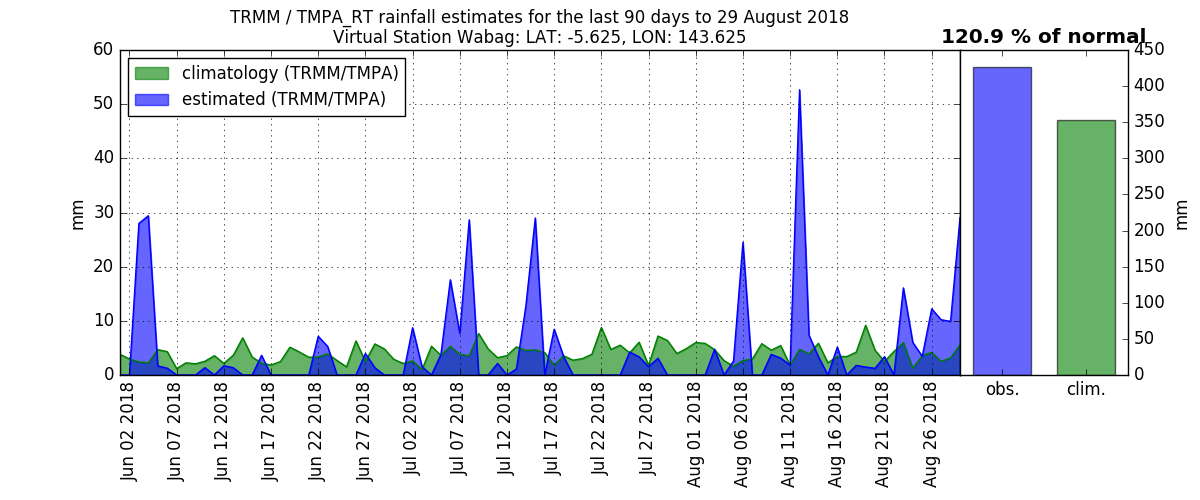 TRMM / TMPA_RT rainfall estimates for the last 90 days to 29 August 2018
Virtual Station Wabag: LAT: -5.625, LON: 143.625
120.9 % of normal
climatology (TRMM/TMPA)
estimated (TRMM/TMPA)
mm
60
50
40
30
20
10
0
Jun 02 2018
Jun 07 2018
Jun 12 2018
Jun 17 2018
Jun 22 2018
Jun 27 2018
Jul 02 2018
Jul 07 2018
Jul 12 2018
Jul 17 2018
Jul 22 2018
Jul 27 2018
Aug 01 2018
Aug 06 2018
Aug 11 2018
Aug 16 2018
Aug 21 2018
Aug 26 2018
obs.
clim.
450
400
350
300
250
200
150
100
50
0
mm